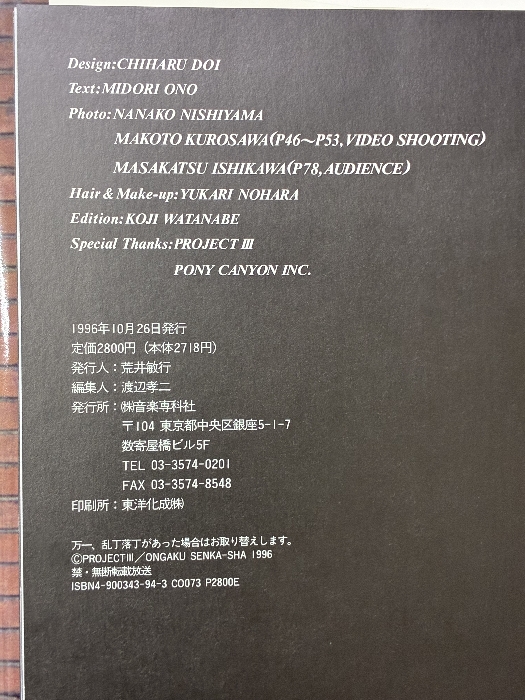 Design:CHIHARU DOI
Text:MIDORI ONO
Photo:NANAKO NISHIYAMA
MAKOTO KUROSAWA(P46〜P53,VIDEO SHOOTING)
MASAKATSU ISHIKAWA(P78,AUDIENCE)
Hair & Make-up:YUKARI NOHARA
Edition:KOJI WATANABE
Special Thanks:PROJECT III
PONY CANYON INC.
1996年10月26日発行
定価2800円（本体2718円）
発行人：荒井敏行
編集人：渡辺孝二
発行所：㈱音楽専科社
〒104 東京都中央区銀座5-1-7
数寄屋橋ビル5F
TEL 03-3574-0201
FAX 03-3574-8548
印刷所：東洋化成㈱
万一、乱丁落丁があった場合はお取り替えします。
©PROJECTIII／ONGAKU SENKA-SHA 1996
禁・無断転載放送
ISBN4-900343-94-3 C0073 P2800E